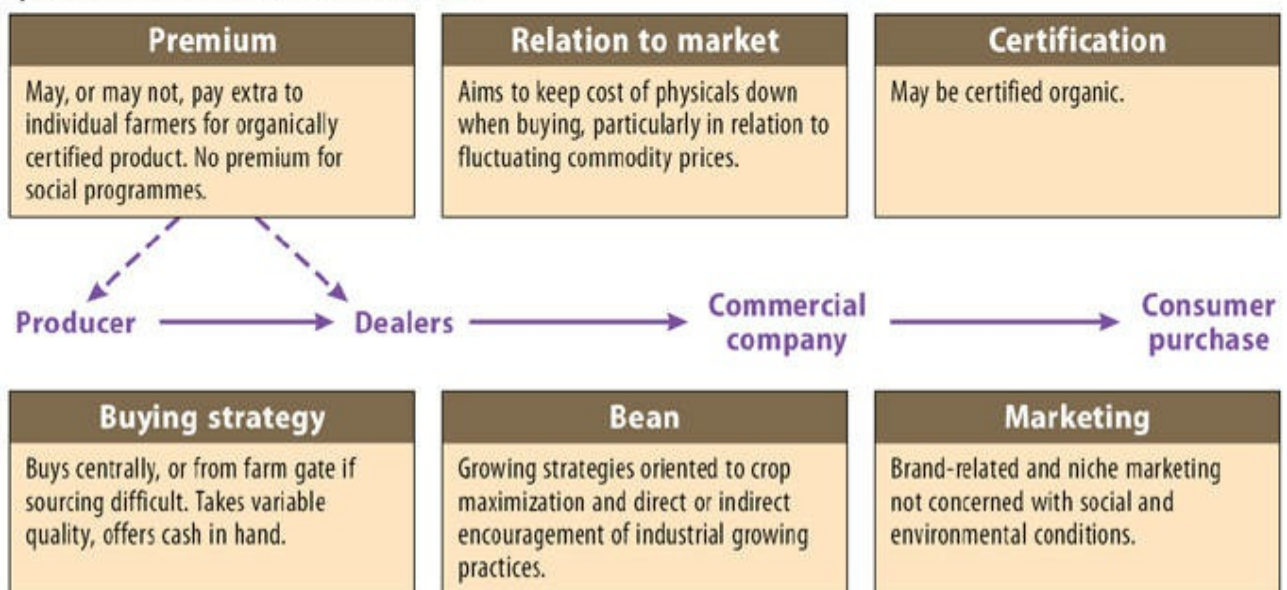 Premium
May, or may not, pay extra to
individual farmers for organically
certified product. No premium for
social programmes.
Relation to market
Aims to keep cost of physicals down
when buying, particularly in relation to
fluctuating commodity prices.
Certification
May be certified organic.
Producer
Dealers
Commercial
company
Consumer
purchase
Buying strategy
Buys centrally, or from farm gate if
sourcing difficult. Takes variable
quality, offers cash in hand.
Bean
Growing strategies oriented to crop
maximization and direct or indirect
encouragement of industrial growing
practices.
Marketing
Brand-related and niche marketing
not concerned with social and
environmental conditions.